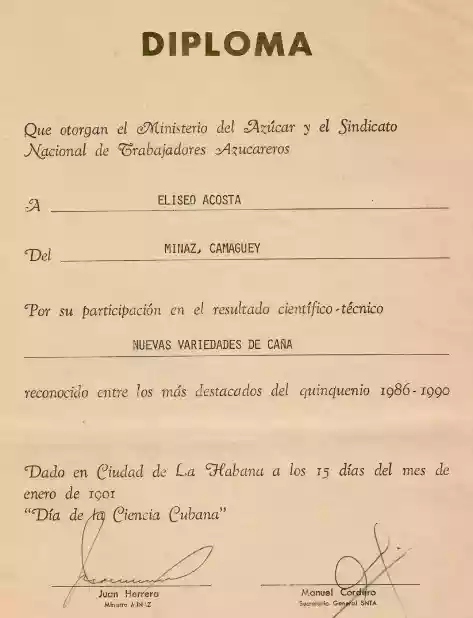 DIPLOMA
Que otorgan el Ministerio del Azúcar y el Sindicato
Nacional de Trabajadores Azucareros
A ELISEO ACOSTA
Del MINAZ, CAMAGUEY
Por su participación en el resultado científico-técnico
NUEVAS VARIEDADES DE CAÑA
reconocido entre los más destacados del quinquenio 1986-1990
Dado en Ciudad de La Habana a los 15 días del mes de
enero de 1991
"Día de la Ciencia Cubana"
Juan Herrera Manuel Cordero
Ministro MINAZ Secretario General SNTA